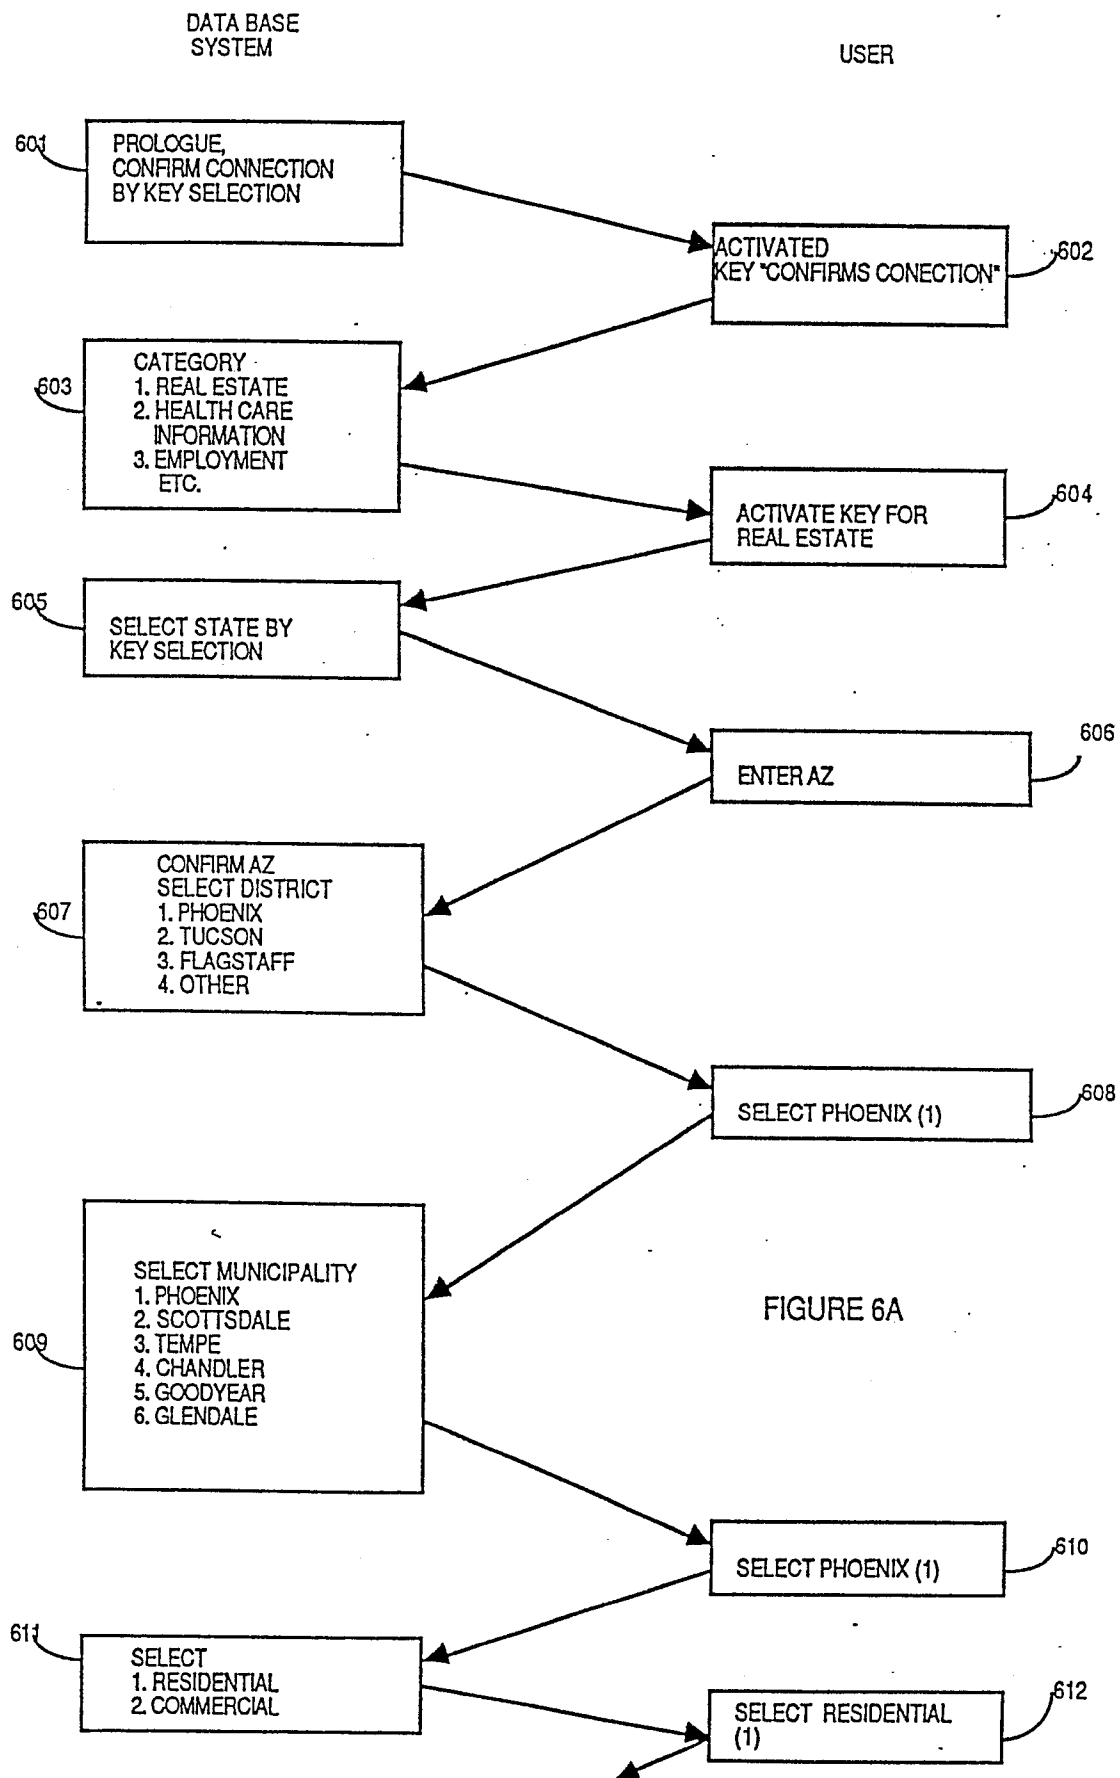 DATA BASE
SYSTEM
USER
601
PROLOGUE,
CONFIRM CONNECTION
BY KEY SELECTION
ACTIVATED
KEY "CONFIRMS CONECTION"
602
603
CATEGORY
1. REAL ESTATE
2. HEALTH CARE
INFORMATION
3. EMPLOYMENT
ETC.
604
ACTIVATE KEY FOR
REAL ESTATE
605
SELECT STATE BY
KEY SELECTION
606
ENTER AZ
607
CONFIRM AZ
SELECT DISTRICT
1. PHOENIX
2. TUCSON
3. FLAGSTAFF
4. OTHER
608
SELECT PHOENIX (1)
609
SELECT MUNICIPALITY
1. PHOENIX
2. SCOTTSDALE
3. TEMPE
4. CHANDLER
5. GOODYEAR
6. GLENDALE
FIGURE 6A
610
SELECT PHOENIX (1)
611
SELECT
1. RESIDENTIAL
2. COMMERCIAL
612
SELECT RESIDENTIAL
(1)